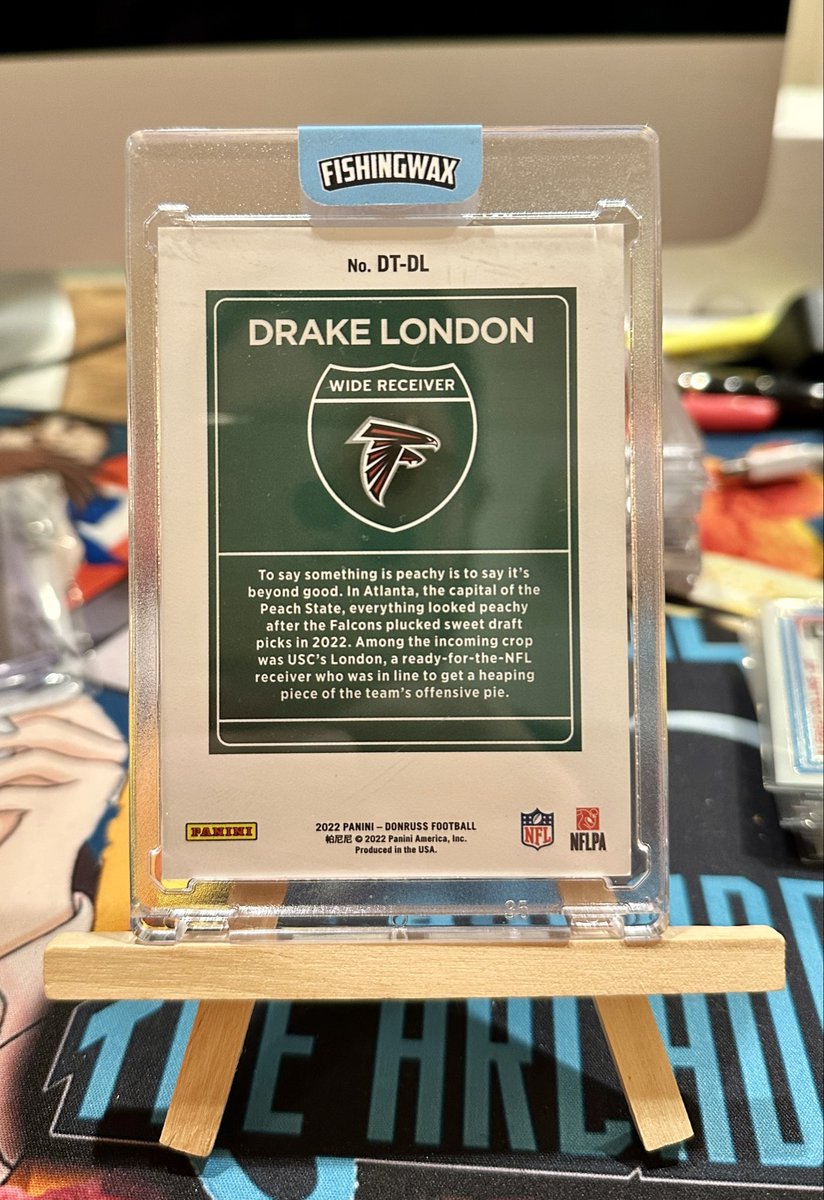 FISHINGWAX
No. DT-DL
DRAKE LONDON
WIDE RECEIVER
To say something is peachy is to say it's
beyond good. In Atlanta, the capital of the
Peach State, everything looked peachy
after the Falcons plucked sweet draft
picks in 2022. Among the incoming crop
was USC's London, a ready-for-the-NFL
receiver who was in line to get a heaping
piece of the team's offensive pie.
PANINI
2022 PANINI – DONRUSS FOOTBALL
帕尼尼 © 2022 Panini America, Inc.
Produced in the USA.
NFL
NFLPA
35
THE ARCAD